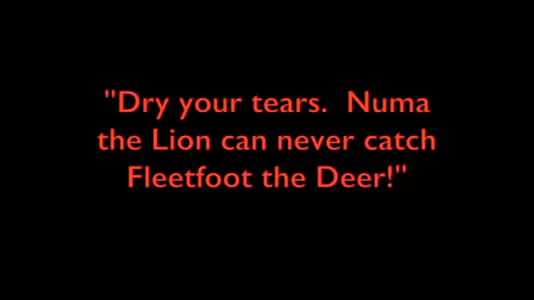 "Dry your tears.  Numa
the Lion can never catch
Fleetfoot the Deer!"